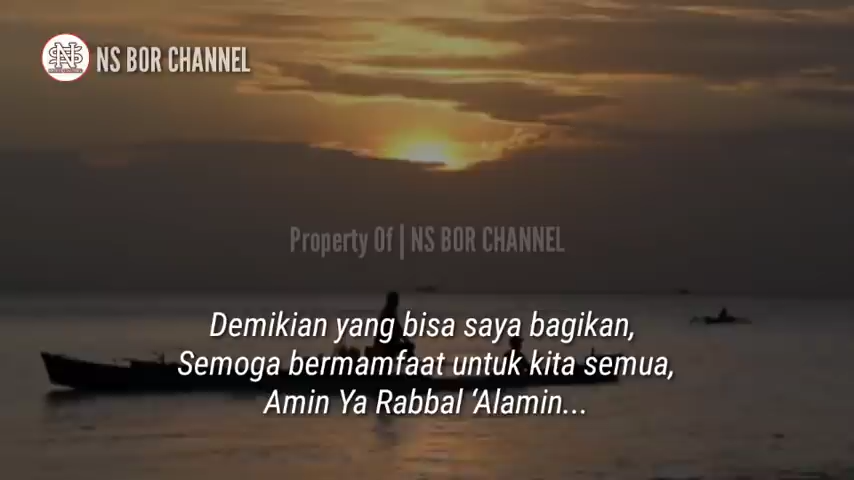 NS BOR CHANNEL
Property Of | NS BOR CHANNEL
Demikian yang bisa saya bagikan,
Semoga bermamfaat untuk kita semua,
Amin Ya Rabbal ‘Alamin...